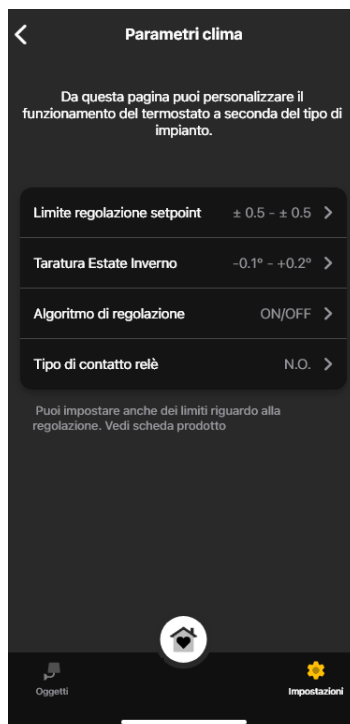 Parametri clima
Da questa pagina puoi personalizzare il
funzionamento del termostato a seconda del tipo di
impianto.
Limite regolazione setpoint ± 0.5 - ± 0.5
Taratura Estate Inverno -0.1° - +0.2°
Algoritmo di regolazione ON/OFF
Tipo di contatto relè N.O.
Puoi impostare anche dei limiti riguardo alla
regolazione. Vedi scheda prodotto
Oggetti Impostazioni